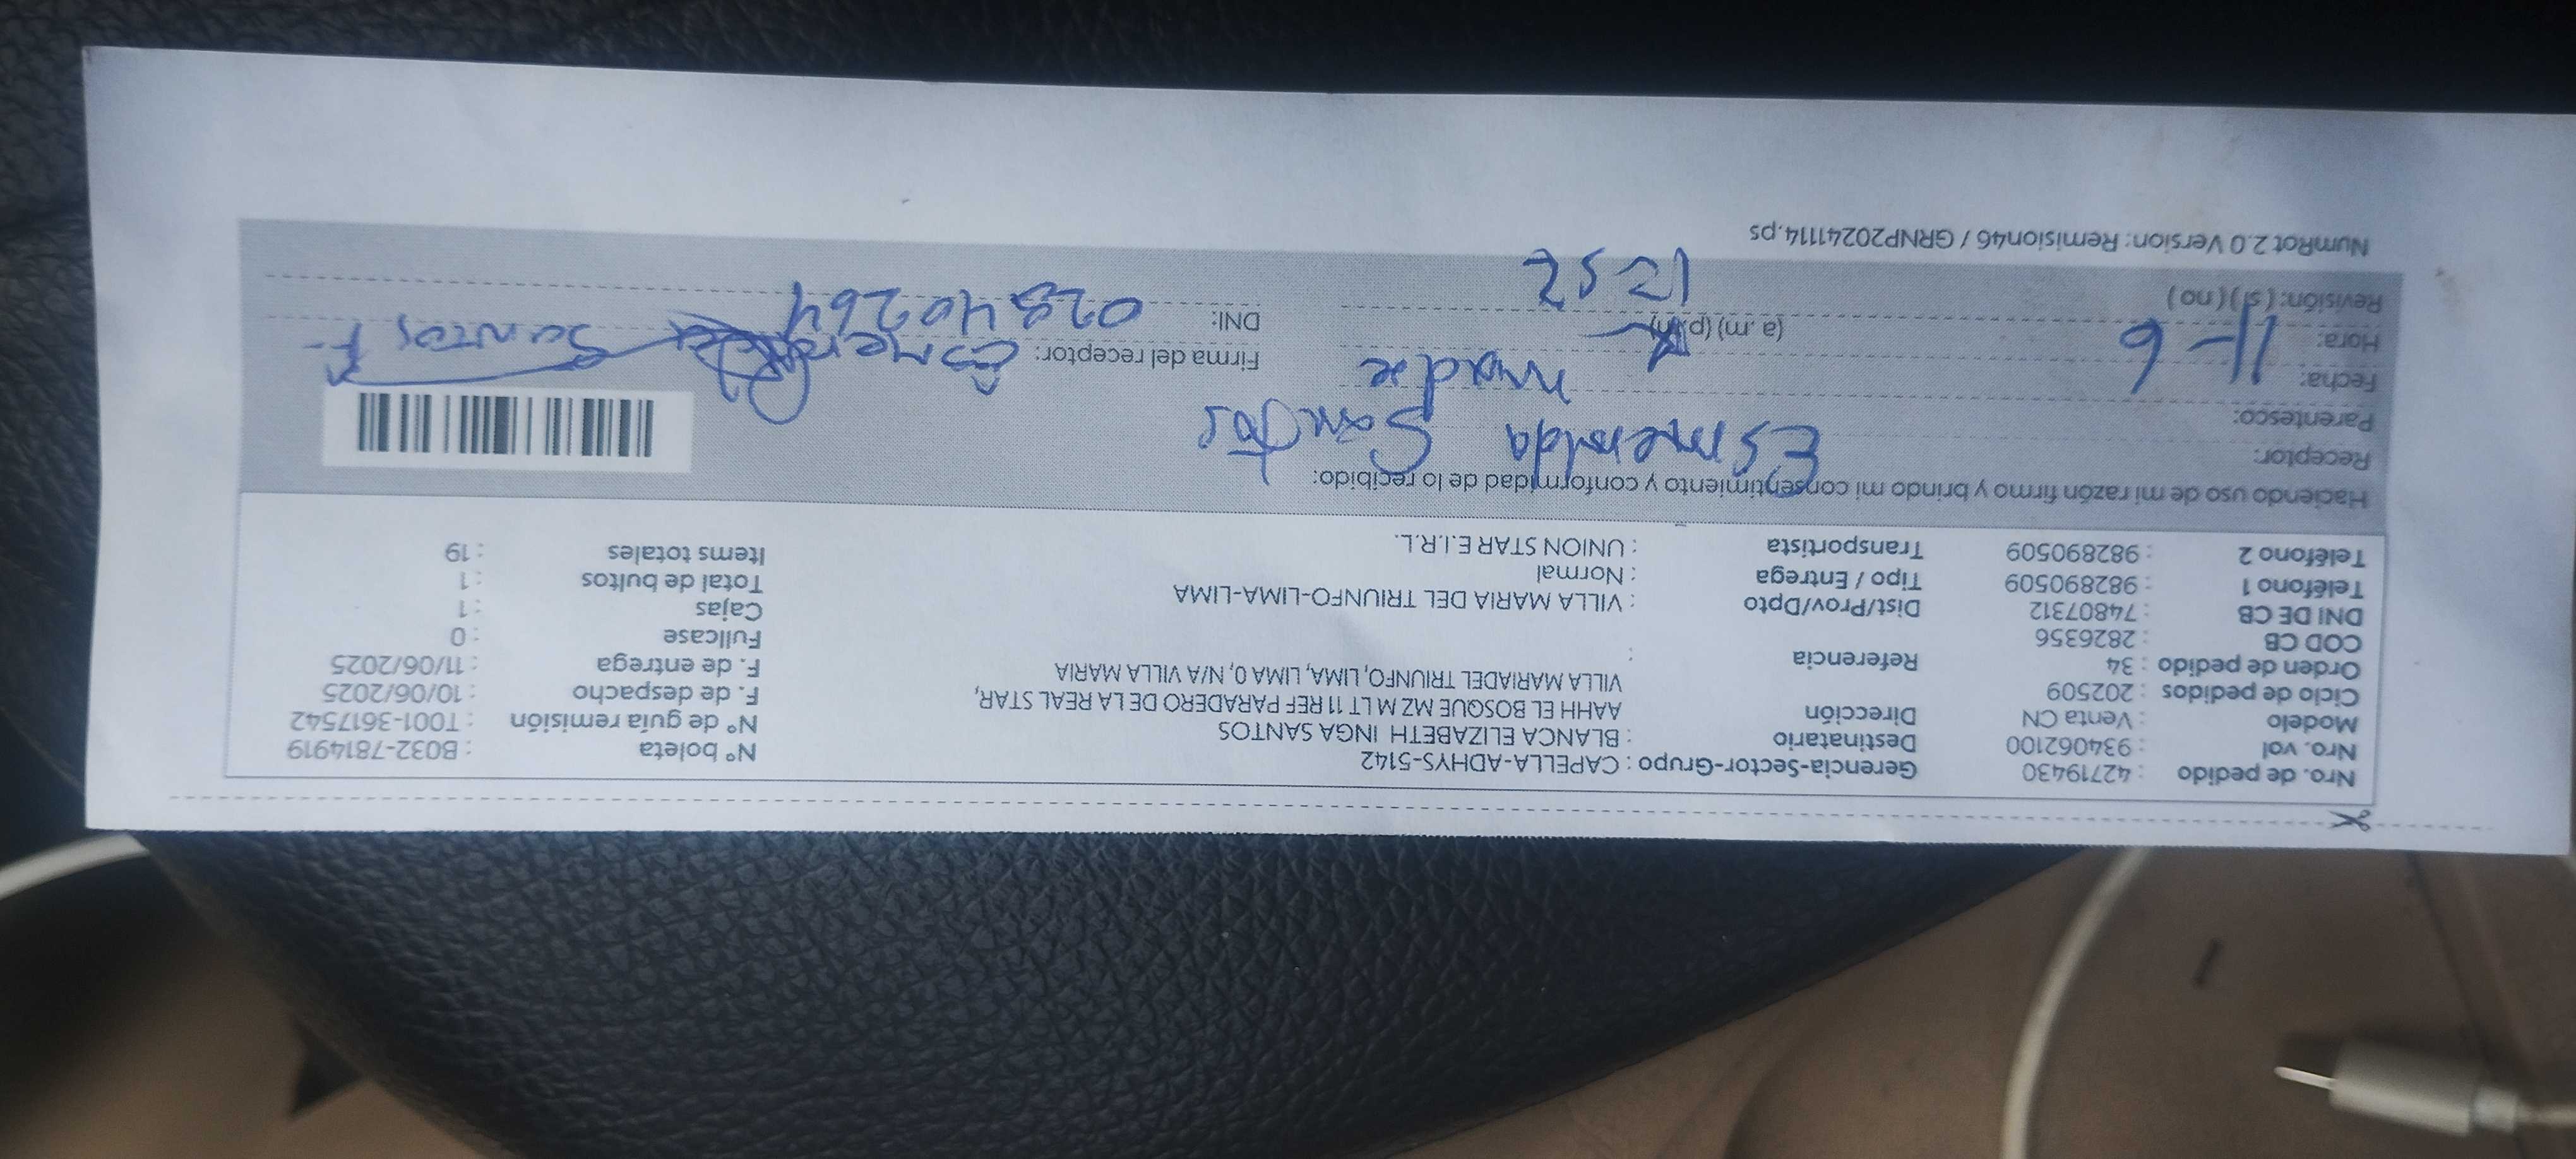 Nro. de pedido : 42719430 Gerencia-Sector-Grupo : CAPELLA-ADHYS-5142 N° boleta : B032-7814919
Nro. vol : 934062100 Destinatario : BLANCA ELIZABETH INGA SANTOS N° de guia remisión : T001-3617542
Modelo : Venta CN Dirección AAHH EL BOSQUE MZ M LT 11 REF PARADERO DE LA REAL STAR, F. de despacho : 10/06/2025
Ciclo de pedidos : 202509 VILLA MARIADEL TRIUNFO, LIMA, LIMA 0, N/A VILLA MARIA F. de entrega : 11/06/2025
Orden de pedido : 34 Referencia : Fullcase : 0
COD CB : 2826356 Cajas : 1
DNI DE CB : 74807312 Dist/Prov/Dpto : VILLA MARIA DEL TRIUNFO-LIMA-LIMA Total de bultos : 1
Teléfono 1 : 982890509 Tipo / Entrega : Normal Items totales : 19
Teléfono 2 : 982890509 Transportista : UNION STAR E.I.R.L.
Haciendo uso de mi razón firmo y brindo mi consentimiento y conformidad de lo recibido:
Receptor: Esmeralda Santos
Parentesco: madre
Fecha: 11-6 Firma del receptor: Esmeralda Santos F.
Hora: (a.m) (p.m) 12 52 DNI: 02840264
Revisión: ( si ) ( no )
NumRot 2.0 Version: Remision46 / GRNP20241114.ps